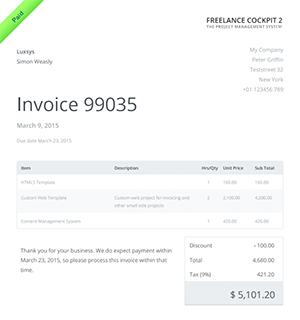 Paid
FREELANCE COCKPIT 2
THE PROJECT MANAGEMENT SYSTEM
Luxsys
Simon Weasly
My Company
Peter Griffin
Teststreet 32
New York
+01 123456 789
Invoice 99035
March 9, 2015
Due date March 23, 2015
Item Description Hrs/Qty Unit Price Sub Total
HTML5 Template 1 160.00 160.00
Custom Web Template Custom web project for invoicing and 2 2,100.00 4,200.00
other small side projects
Content Management System 1 420.00 420.00
Thank you for your business. We do expect payment within
March 23, 2015, so please process this invoice within that
time.
Discount - 100.00
Total 4,680.00
Tax (9%) 421.20
$ 5,101.20